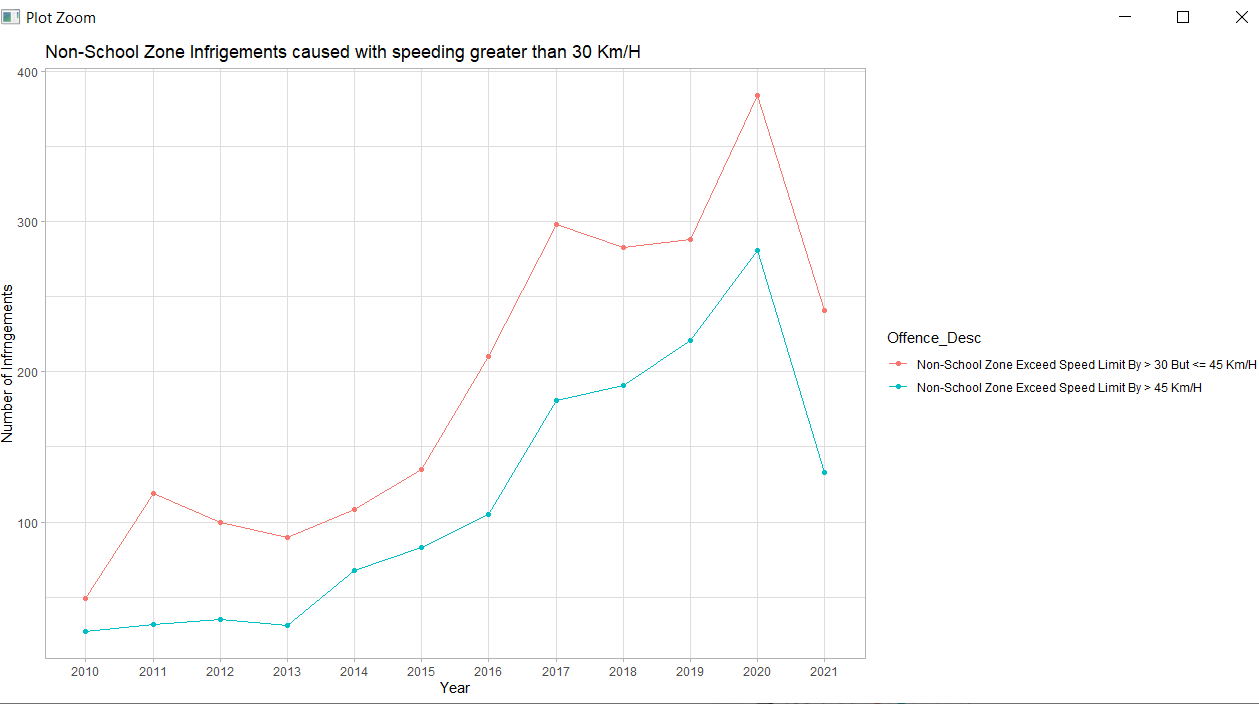 Plot Zoom
Non-School Zone Infrigements caused with speeding greater than 30 Km/H
400
300
200
100
Number of Infrngements
2010 2011 2012 2013 2014 2015 2016 2017 2018 2019 2020 2021
Year
Offence_Desc
Non-School Zone Exceed Speed Limit By > 30 But <= 45 Km/H
Non-School Zone Exceed Speed Limit By > 45 Km/H